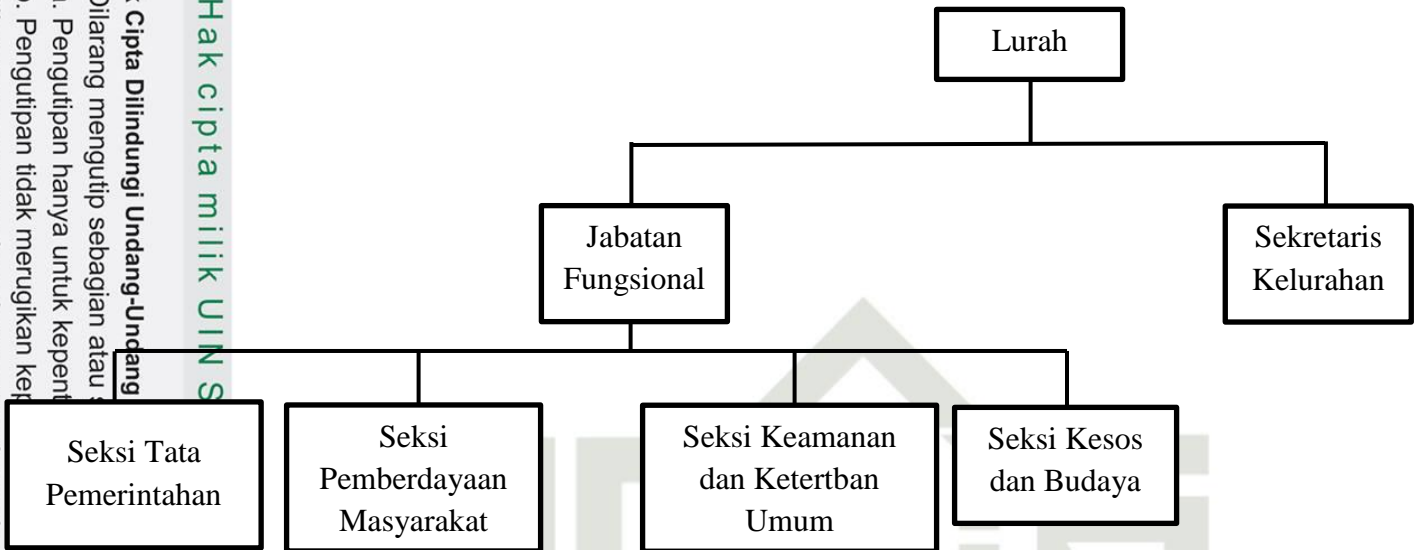 Lurah
Jabatan
Fungsional
Sekretaris
Kelurahan
Seksi Tata
Pemerintahan
Seksi
Pemberdayaan
Masyarakat
Seksi Keamanan
dan Ketertban
Umum
Seksi Kesos
dan Budaya
Hak cipta milik UIN S
Cipta Dilindungi Undang-Undang
Dilarang mengutip sebagian atau
Pengutipan hanya untuk
Pengutipan tidak merugikan